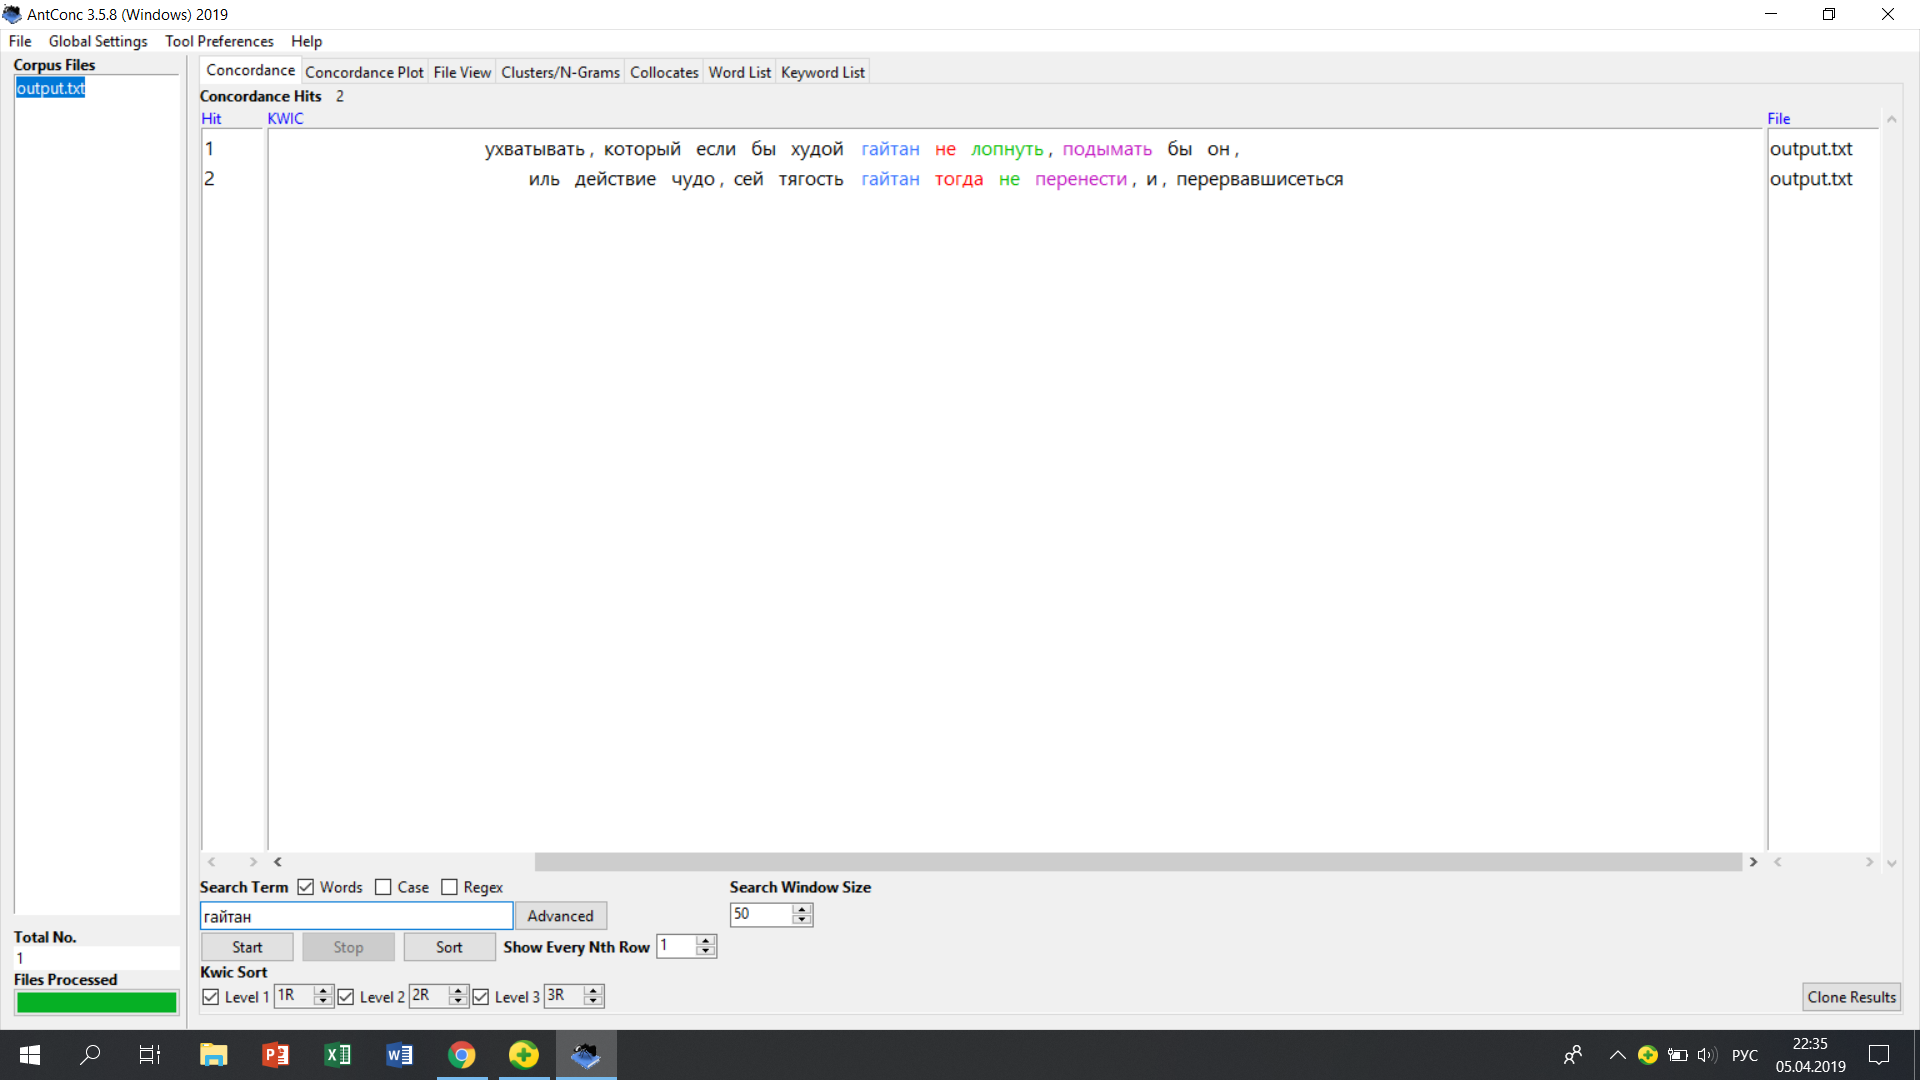 AntConc 3.5.8 (Windows) 2019
File Global Settings Tool Preferences Help
Corpus Files
output.txt
Concordance Concordance Plot File View Clusters/N-Grams Collocates Word List Keyword List
Concordance Hits 2
Hit KWIC File
1 ухватывать , который если бы худой гайтан не лопнуть , подымать бы он , output.txt
2 иль действие чудо , сей тягость гайтан тогда не перенести , и , перервавшисеться output.txt
Search Term Words Case Regex Search Window Size
гайтан Advanced 50
Start Stop Sort Show Every Nth Row 1
Total No.
1
Files Processed
Kwic Sort
Level 1 1R Level 2 2R Level 3 3R Clone Results
РУС 22:35
05.04.2019